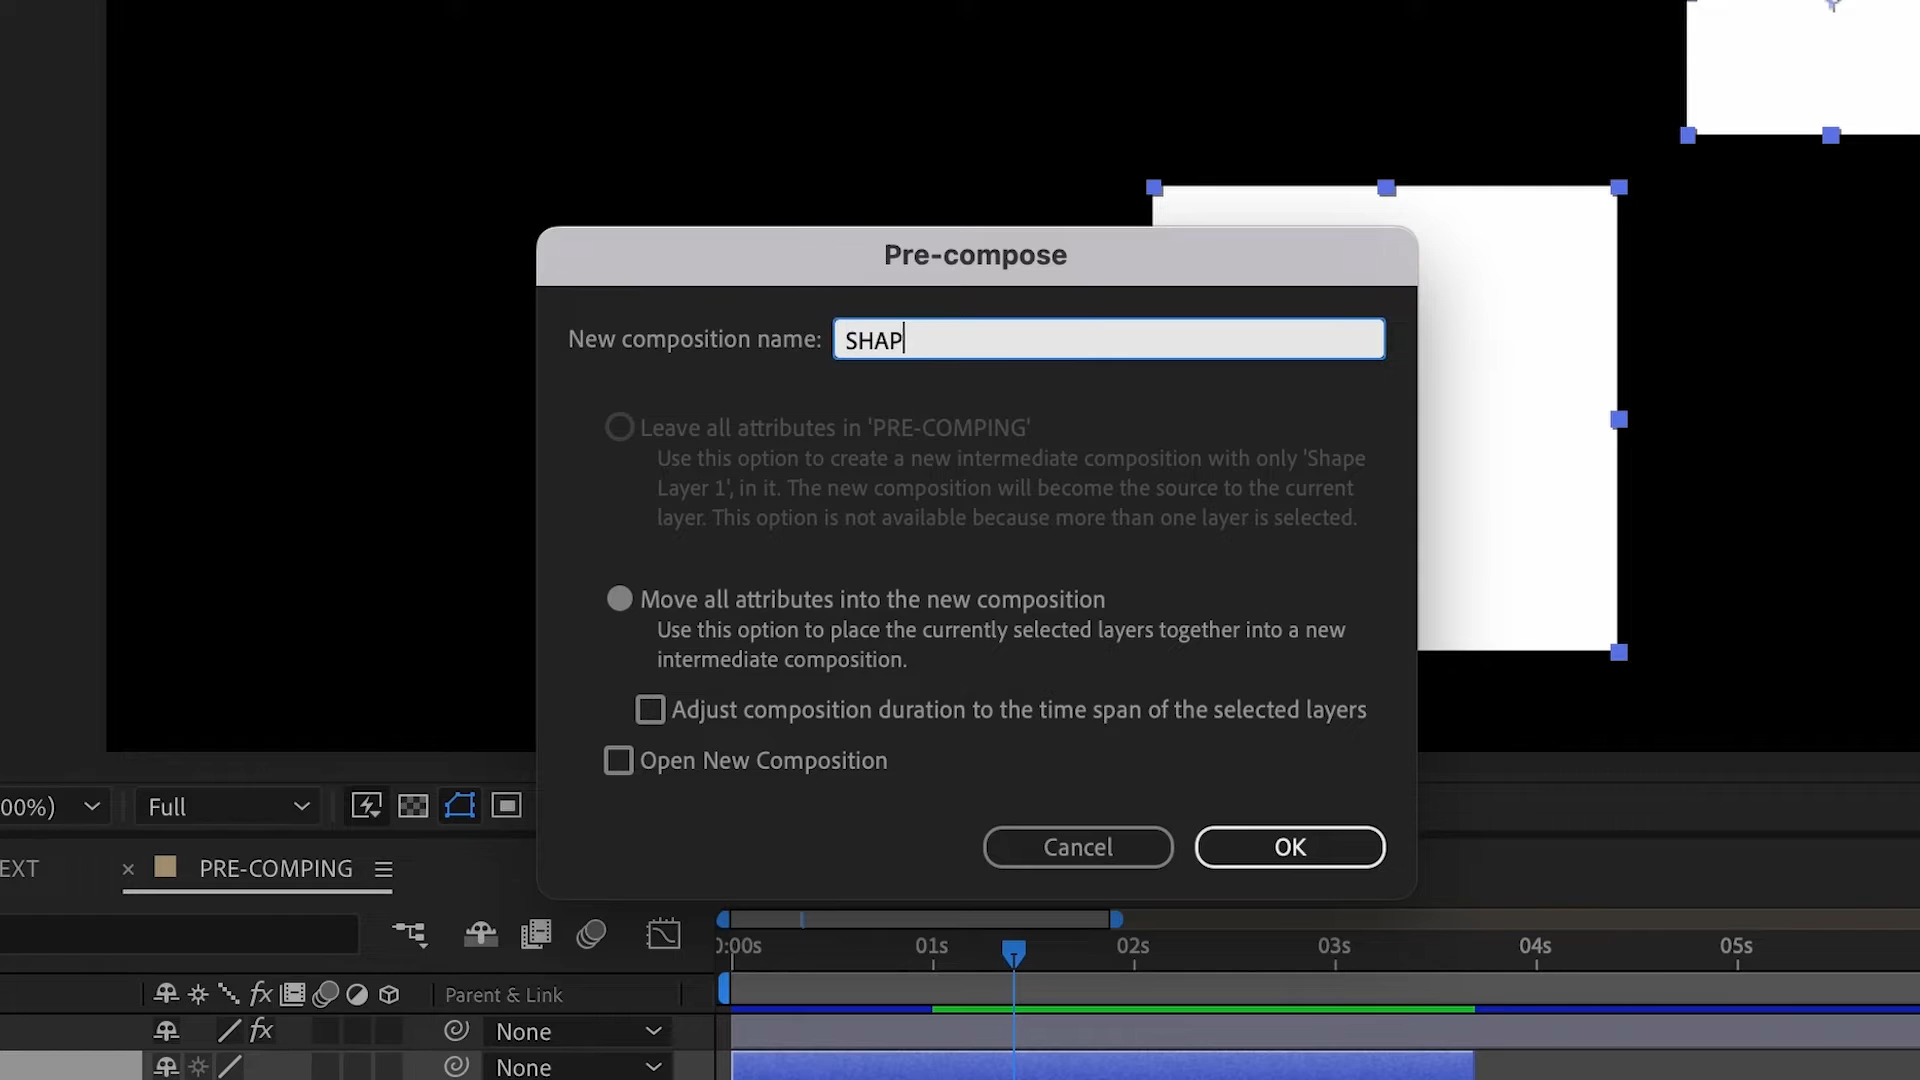 Pre-compose
New composition name: SHAP
Leave all attributes in 'PRE-COMPING'
Use this option to create a new intermediate composition with only 'Shape
Layer 1', in it. The new composition will become the source to the current
layer. This option is not available because more than one layer is selected.
Move all attributes into the new composition
Use this option to place the currently selected layers together into a new
intermediate composition.
Adjust composition duration to the time span of the selected layers
Open New Composition
00%) Full
Cancel OK
EXT × PRE-COMPING
0:00s 01s 02s 03s 04s 05s
fx Parent & Link
fx None
None